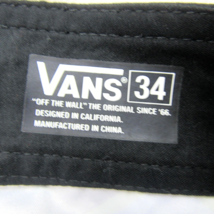 VANS 34
"OFF THE WALL" THE ORIGINAL SINCE '66.
DESIGNED IN CALIFORNIA.
MANUFACTURED IN CHINA.